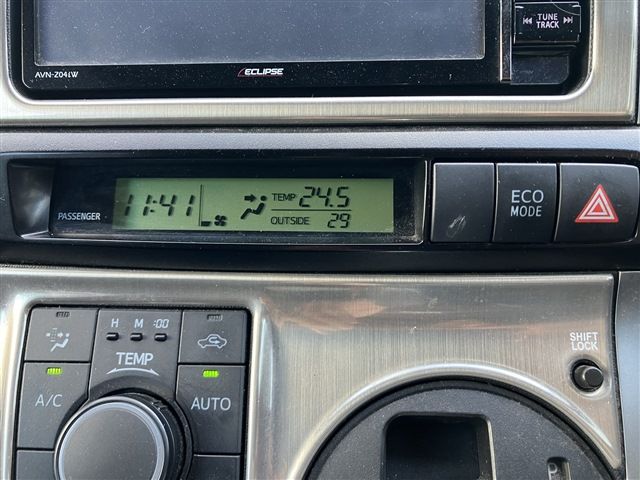 TUNE
TRACK
AVN-Z04iW
ECLIPSE
PASSENGER
11:41
TEMP 24.5
OUTSIDE 29
ECO
MODE
H M :00
TEMP
A/C
AUTO
SHIFT
LOCK
P